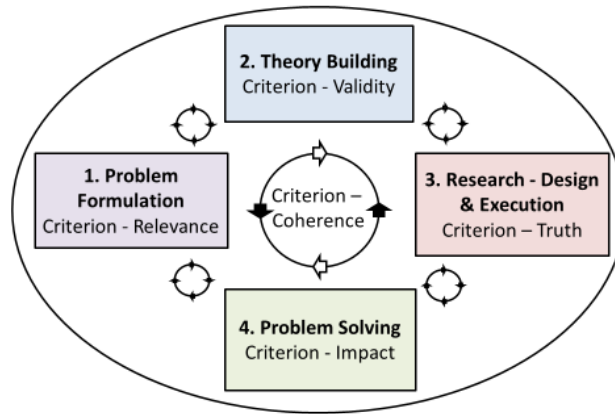 2. Theory Building
Criterion - Validity
1. Problem
Formulation
Criterion - Relevance
Criterion –
Coherence
3. Research - Design
& Execution
Criterion – Truth
4. Problem Solving
Criterion - Impact